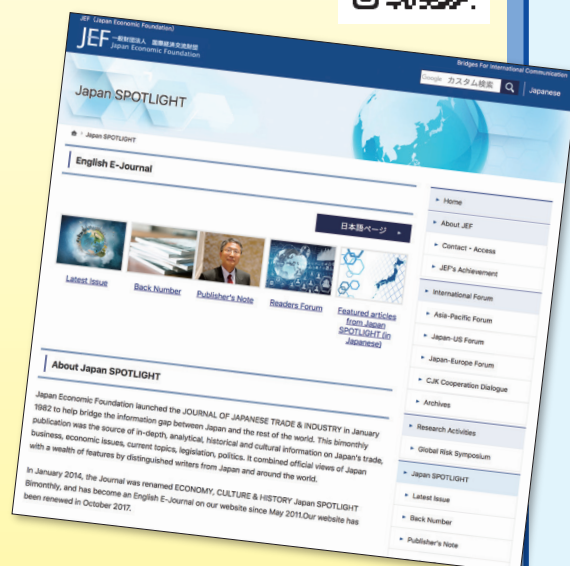 JEF (Japan Economic Foundation)
JEF 一般財団法人 国際経済交流財団
Japan Economic Foundation
Bridges For International Communication
Google カスタム検索
Japanese
Japan SPOTLIGHT
Japan SPOTLIGHT
English E-Journal
日本語ページ
Latest Issue
Back Number
Publisher's Note
Readers Forum
Featured articles
from Japan
SPOTLIGHT (in
Japanese)
About Japan SPOTLIGHT
Japan Economic Foundation launched the JOURNAL OF JAPANESE TRADE & INDUSTRY in January
1982 to help bridge the information gap between Japan and the rest of the world. This bimonthly
publication was the source of in-depth, analytical, historical and cultural information on Japan's trade,
business, economic issues, current topics, legislation, politics. It combined official views of Japan
with a wealth of features by distinguished writers from Japan and around the world.
In January 2014, the Journal was renamed ECONOMY, CULTURE & HISTORY Japan SPOTLIGHT
Bimonthly, and has become an English E-Journal on our website since May 2011.Our website has
been renewed in October 2017.
Home
About JEF
Contact・Access
JEF's Achievement
International Forum
Asia-Pacific Forum
Japan-US Forum
Japan-Europe Forum
CJK Cooperation Dialogue
Archives
Research Activities
Global Risk Symposium
Japan SPOTLIGHT
Latest Issue
Back Number
Publisher's Note